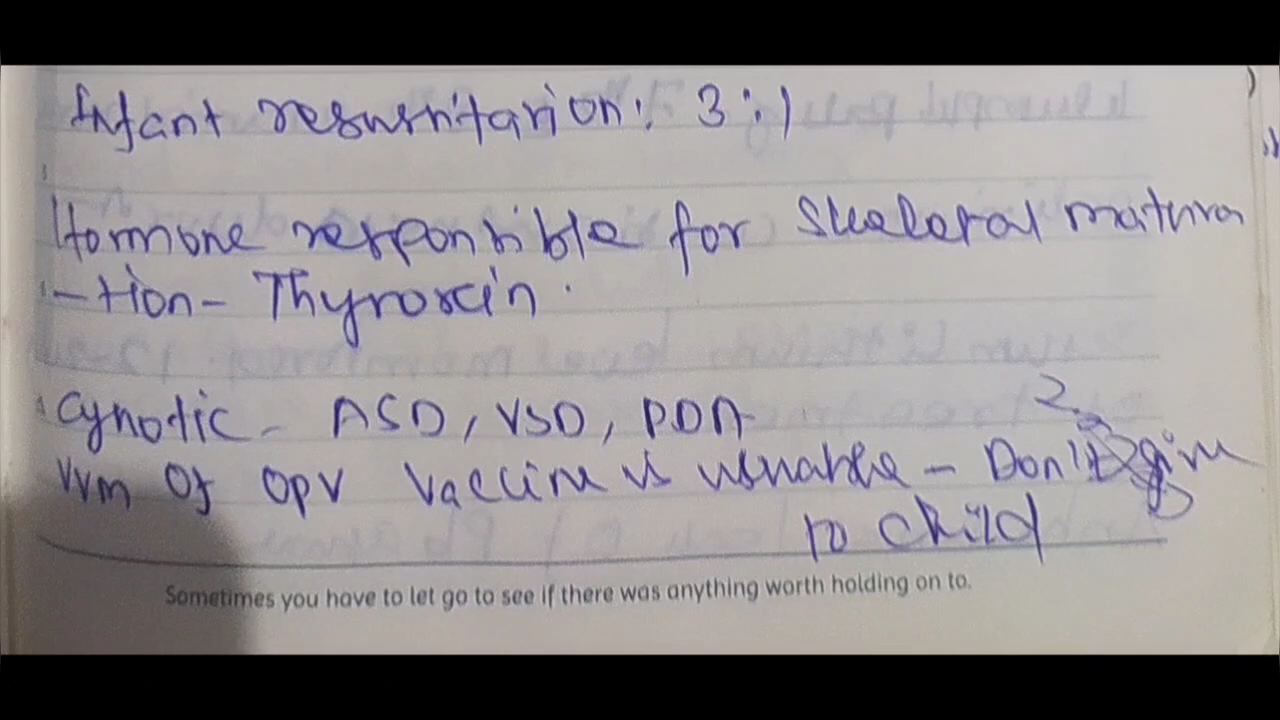 Infant resusnitarion: 3:1
Hormone responsible for Skeletal matura
-tion- Thyroxin.
Cynotic - ASD, VSD, PDA
VVM Of OPV Vaccine is usnable - Don't give
to child
Sometimes you have to let go to see if there was anything worth holding on to.